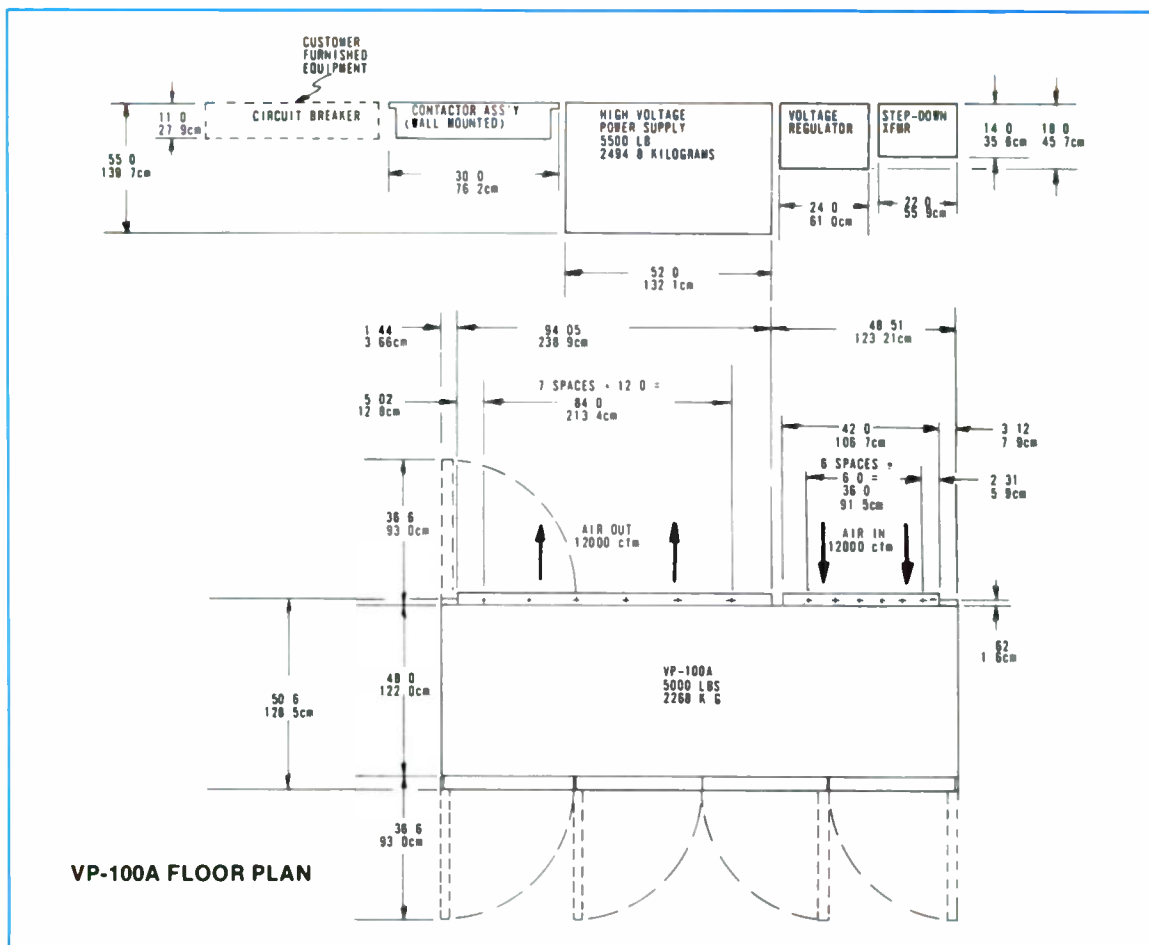 CUSTOMER
FURNISHED
EQUIPMENT
CIRCUIT BREAKER
CONTACTOR ASS'Y
(WALL MOUNTED)
HIGH VOLTAGE
POWER SUPPLY
5500 LB
2494 8 KILOGRAMS
VOLTAGE
REGULATOR
STEP-DOWN
XFMR
11 0
27 9cm
55 0
139 7cm
30 0
76 2cm
14 0
35 6cm
18 0
45 7cm
24 0
61 0cm
22 0
55 9cm
52 0
132 1cm
1 44
3 66cm
94 05
238 9cm
48 51
123 21cm
7 SPACES • 12 0 =
84 0
213 4cm
5 02
12 8cm
42 0
106 7cm
3 12
7 9cm
6 SPACES •
6 0 =
36 0
91 5cm
2 31
5 9cm
36 6
93 0cm
AIR OUT
12000 cfm
AIR IN
12000 cfm
62
1 6cm
VP-100A
5000 LBS
2268 K G
48 0
122 0cm
50 6
128 5cm
36 6
93 0cm
VP-100A FLOOR PLAN